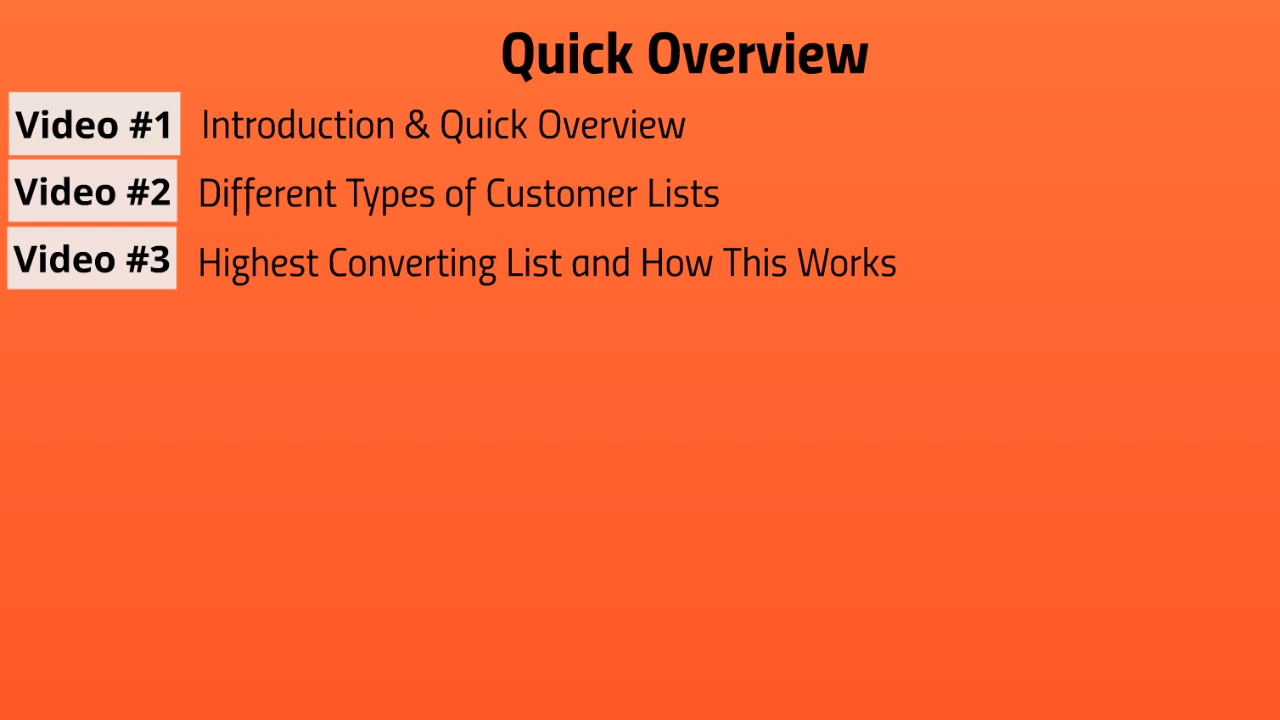 Quick Overview
Video #1 Introduction & Quick Overview
Video #2 Different Types of Customer Lists
Video #3 Highest Converting List and How This Works